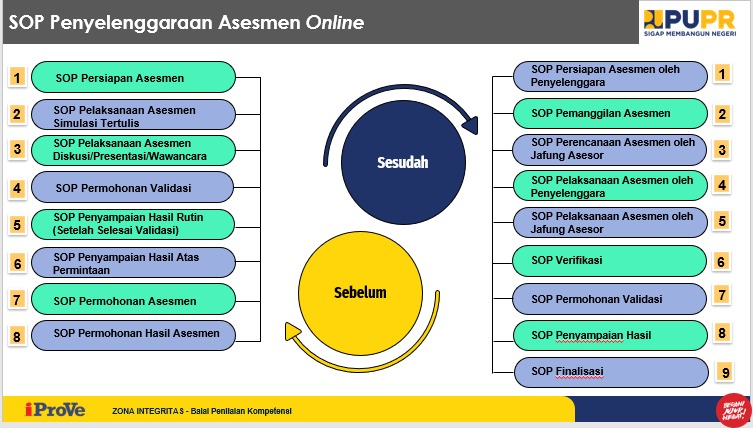 SOP Penyelenggaraan Asesmen Online
PUPR
SIGAP MEMBANGUN NEGERI
1 SOP Persiapan Asesmen
2 SOP Pelaksanaan Asesmen
Simulasi Tertulis
3 SOP Pelaksanaan Asesmen
Diskusi/Presentasi/Wawancara
4 SOP Permohonan Validasi
5 SOP Penyampaian Hasil Rutin
(Setelah Selesai Validasi)
6 SOP Penyampaian Hasil Atas
Permintaan
7 SOP Permohonan Asesmen
8 SOP Permohonan Hasil Asesmen
Sesudah
Sebelum
SOP Persiapan Asesmen oleh
Penyelenggara 1
SOP Pemanggilan Asesmen 2
SOP Perencanaan Asesmen oleh
Jafung Asesor 3
SOP Pelaksanaan Asesmen oleh
Penyelenggara 4
SOP Pelaksanaan Asesmen oleh
Jafung Asesor 5
SOP Verifikasi 6
SOP Permohonan Validasi 7
SOP Penyampaian Hasil 8
SOP Finalisasi 9
iProVe
ZONA INTEGRITAS - Balai Penilaian Kompetensi
BERANI
JUJUR
HEBAT!